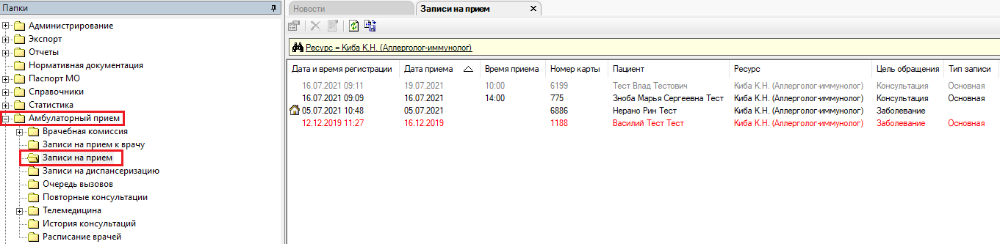 Папки
Администрирование
Экспорт
Отчеты
Нормативная документация
Паспорт МО
Справочники
Статистика
Амбулаторный прием
Врачебная комиссия
Записи на прием к врачу
Записи на прием
Записи на диспансеризацию
Очередь вызовов
Повторные консультации
Телемедицина
История консультаций
Расписание врачей
Новости
Записи на прием
Ресурс = Киба К.Н. (Аллерголог-иммунолог)
Дата и время регистрации Дата приема Время приема Номер карты Пациент Ресурс Цель обращения Тип записи
16.07.2021 09:11 19.07.2021 10:00 6199 Тест Влад Тестович Киба К.Н. (Аллерголог-иммунолог) Консультация Основная
16.07.2021 09:09 16.07.2021 14:00 775 Зноба Марья Сергеевна Тест Киба К.Н. (Аллерголог-иммунолог) Консультация Основная
05.07.2021 10:48 05.07.2021 6886 Нерано Рин Тест Киба К.Н. (Аллерголог-иммунолог) Заболевание
12.12.2019 11:27 16.12.2019 1188 Василий Тест Тест Киба К.Н. (Аллерголог-иммунолог) Заболевание Основная